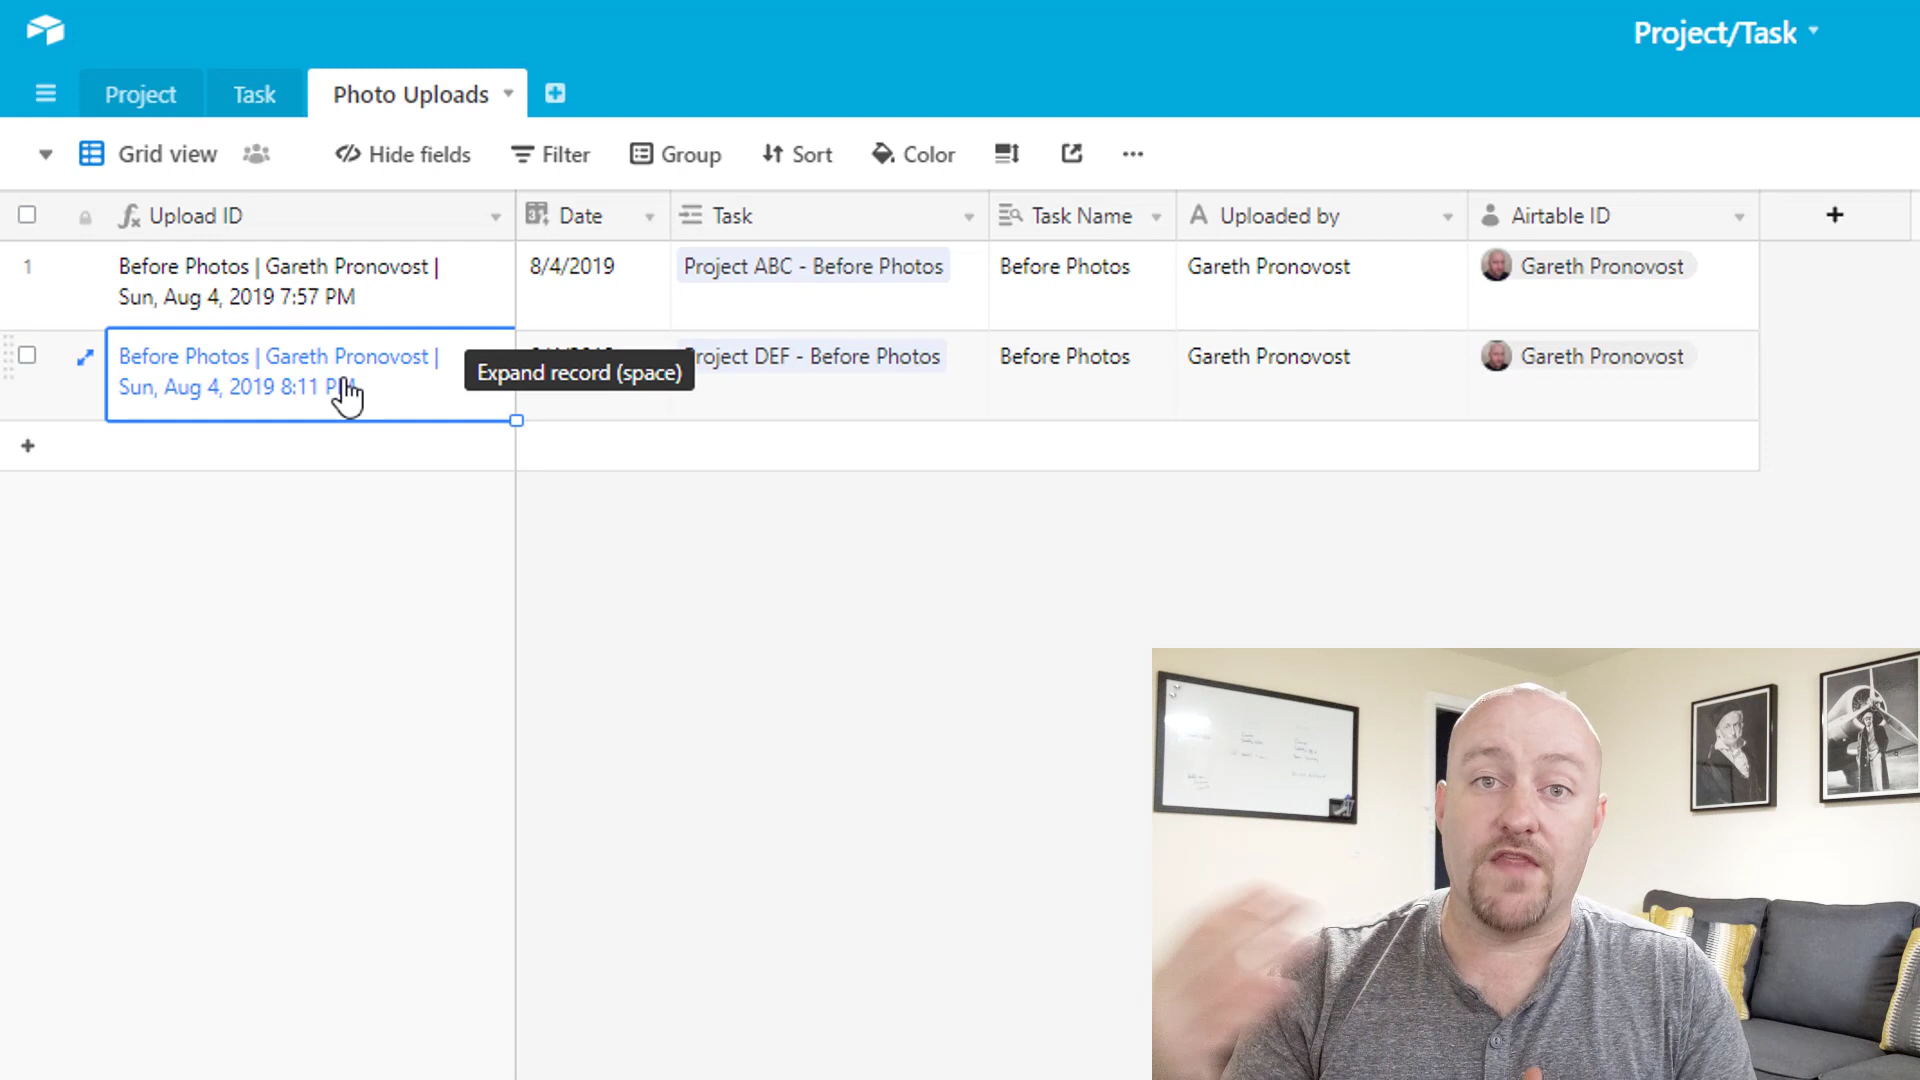 Project/Task
Project
Task
Photo Uploads
Grid view
Hide fields
Filter
Group
Sort
Color
Upload ID
Date
Task
Task Name
Uploaded by
Airtable ID
1
Before Photos | Gareth Pronovost |
Sun, Aug 4, 2019 7:57 PM
8/4/2019
Project ABC - Before Photos
Before Photos
Gareth Pronovost
Gareth Pronovost
Before Photos | Gareth Pronovost |
Sun, Aug 4, 2019 8:11 PM
Expand record (space)
Project DEF - Before Photos
Before Photos
Gareth Pronovost
Gareth Pronovost